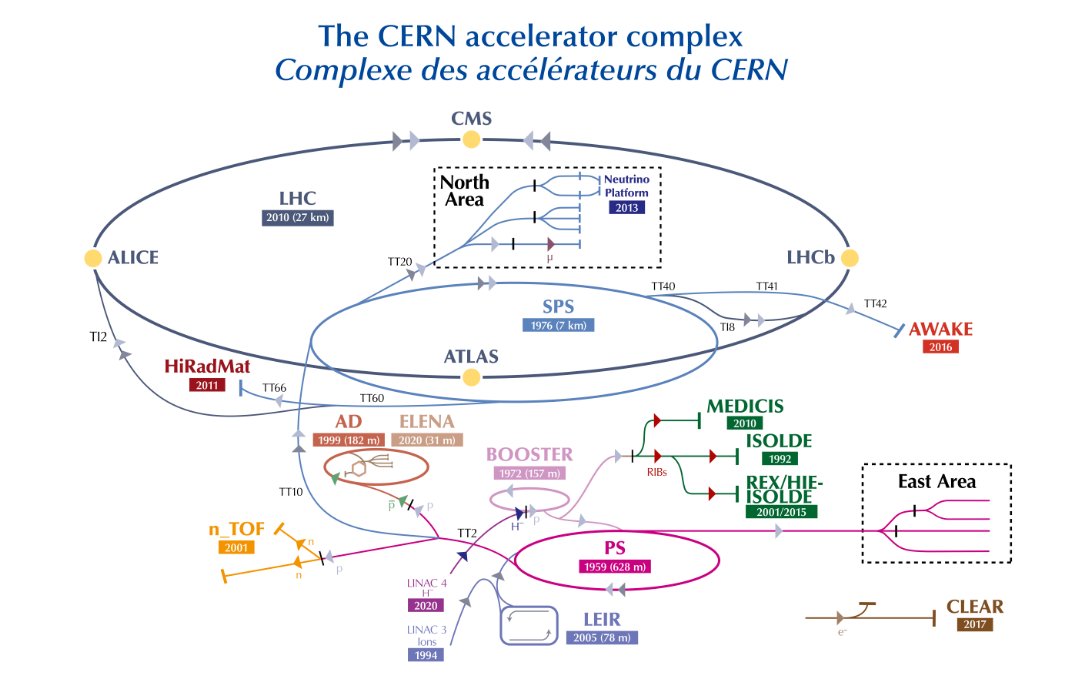 The CERN accelerator complex
Complexe des accélérateurs du CERN
CMS
North
Area
Neutrino
Platform
2013
LHC
2010 (27 km)
μ
ALICE
LHCb
TT20
TT40
TT41
TT42
SPS
1976 (7 km)
TI8
AWAKE
2016
TI2
ATLAS
HiRadMat
2011
TT66
TT60
AD
1999 (182 m)
ELENA
2020 (31 m)
MEDICIS
2010
BOOSTER
1972 (157 m)
ISOLDE
1992
RIBs
REX/HIE-
ISOLDE
2001/2015
East Area
TT10
p̅
p
H⁻
p
TT2
n_TOF
2001
n
n
p
PS
1959 (628 m)
LINAC 4
H⁻
2020
LINAC 3
Ions
1994
LEIR
2005 (78 m)
CLEAR
2017
e⁻